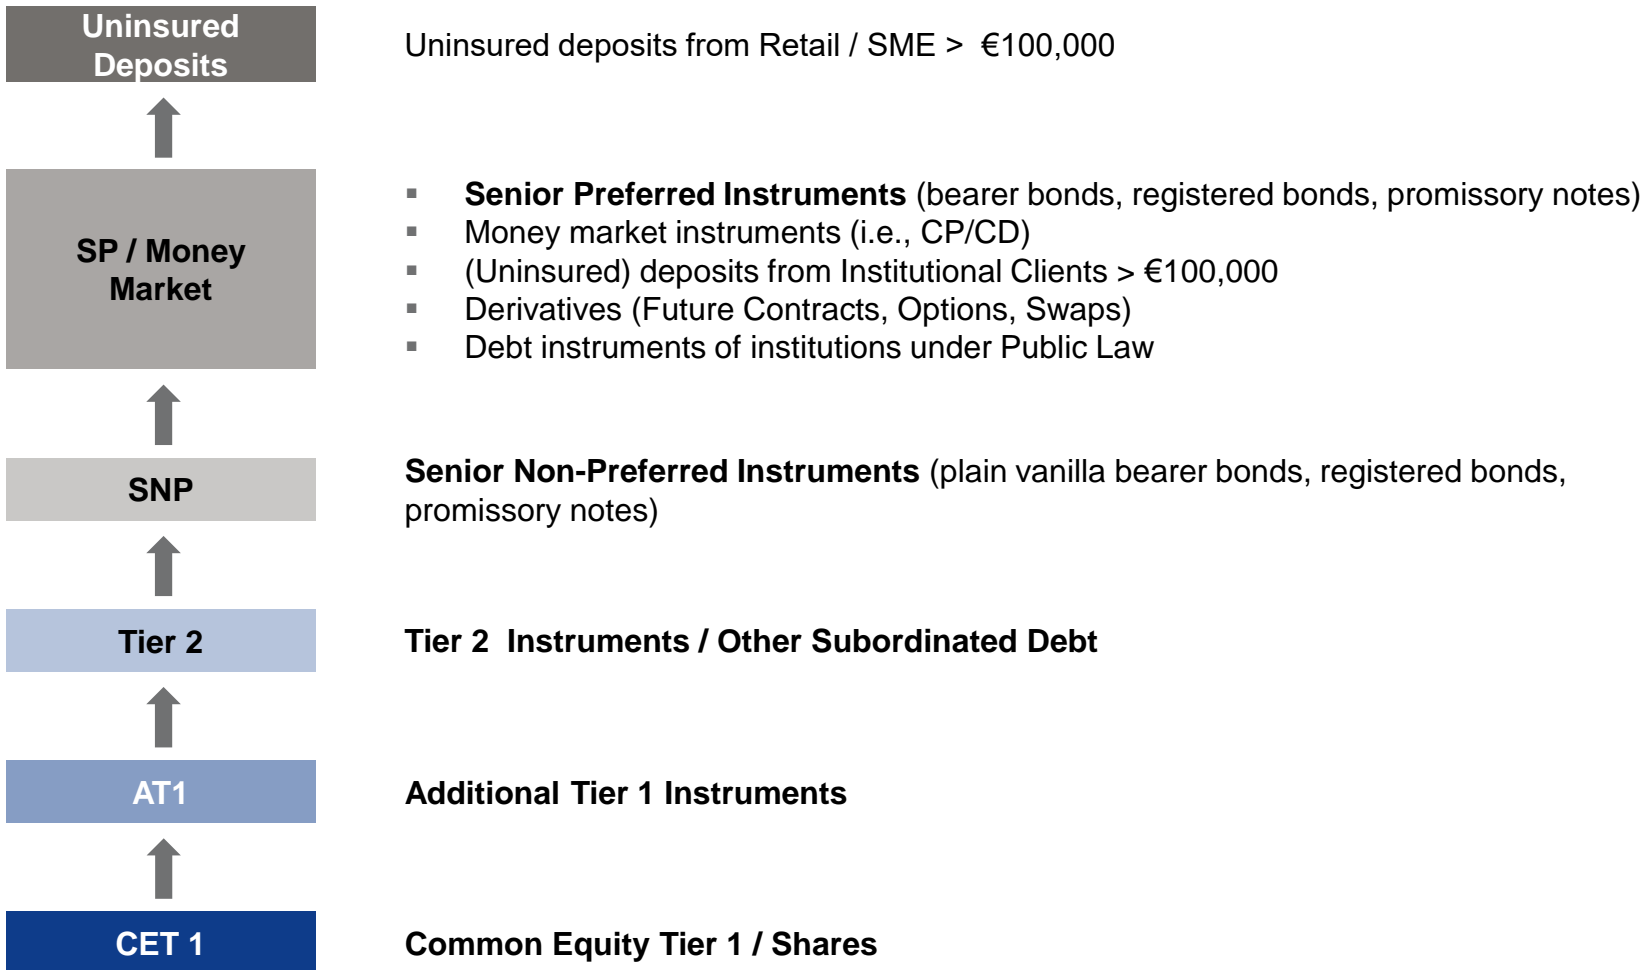 Uninsured
Deposits
Uninsured deposits from Retail / SME > €100,000
SP / Money
Market
▪ Senior Preferred Instruments (bearer bonds, registered bonds, promissory notes)
▪ Money market instruments (i.e., CP/CD)
▪ (Uninsured) deposits from Institutional Clients > €100,000
▪ Derivatives (Future Contracts, Options, Swaps)
▪ Debt instruments of institutions under Public Law
SNP
Senior Non-Preferred Instruments (plain vanilla bearer bonds, registered bonds,
promissory notes)
Tier 2
Tier 2 Instruments / Other Subordinated Debt
AT1
Additional Tier 1 Instruments
CET 1
Common Equity Tier 1 / Shares